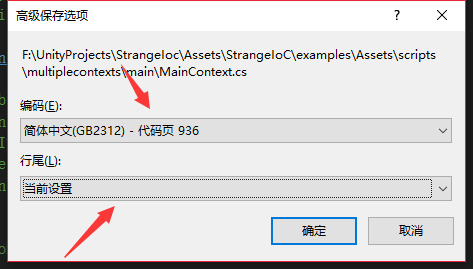 高级保存选项
F:\UnityProjects\StrangeIoc\Assets\StrangeIoC\examples\Assets\scripts
\multiplecontexts\main\MainContext.cs
编码(E):
简体中文(GB2312) - 代码页 936
行尾(L):
当前设置
确定
取消